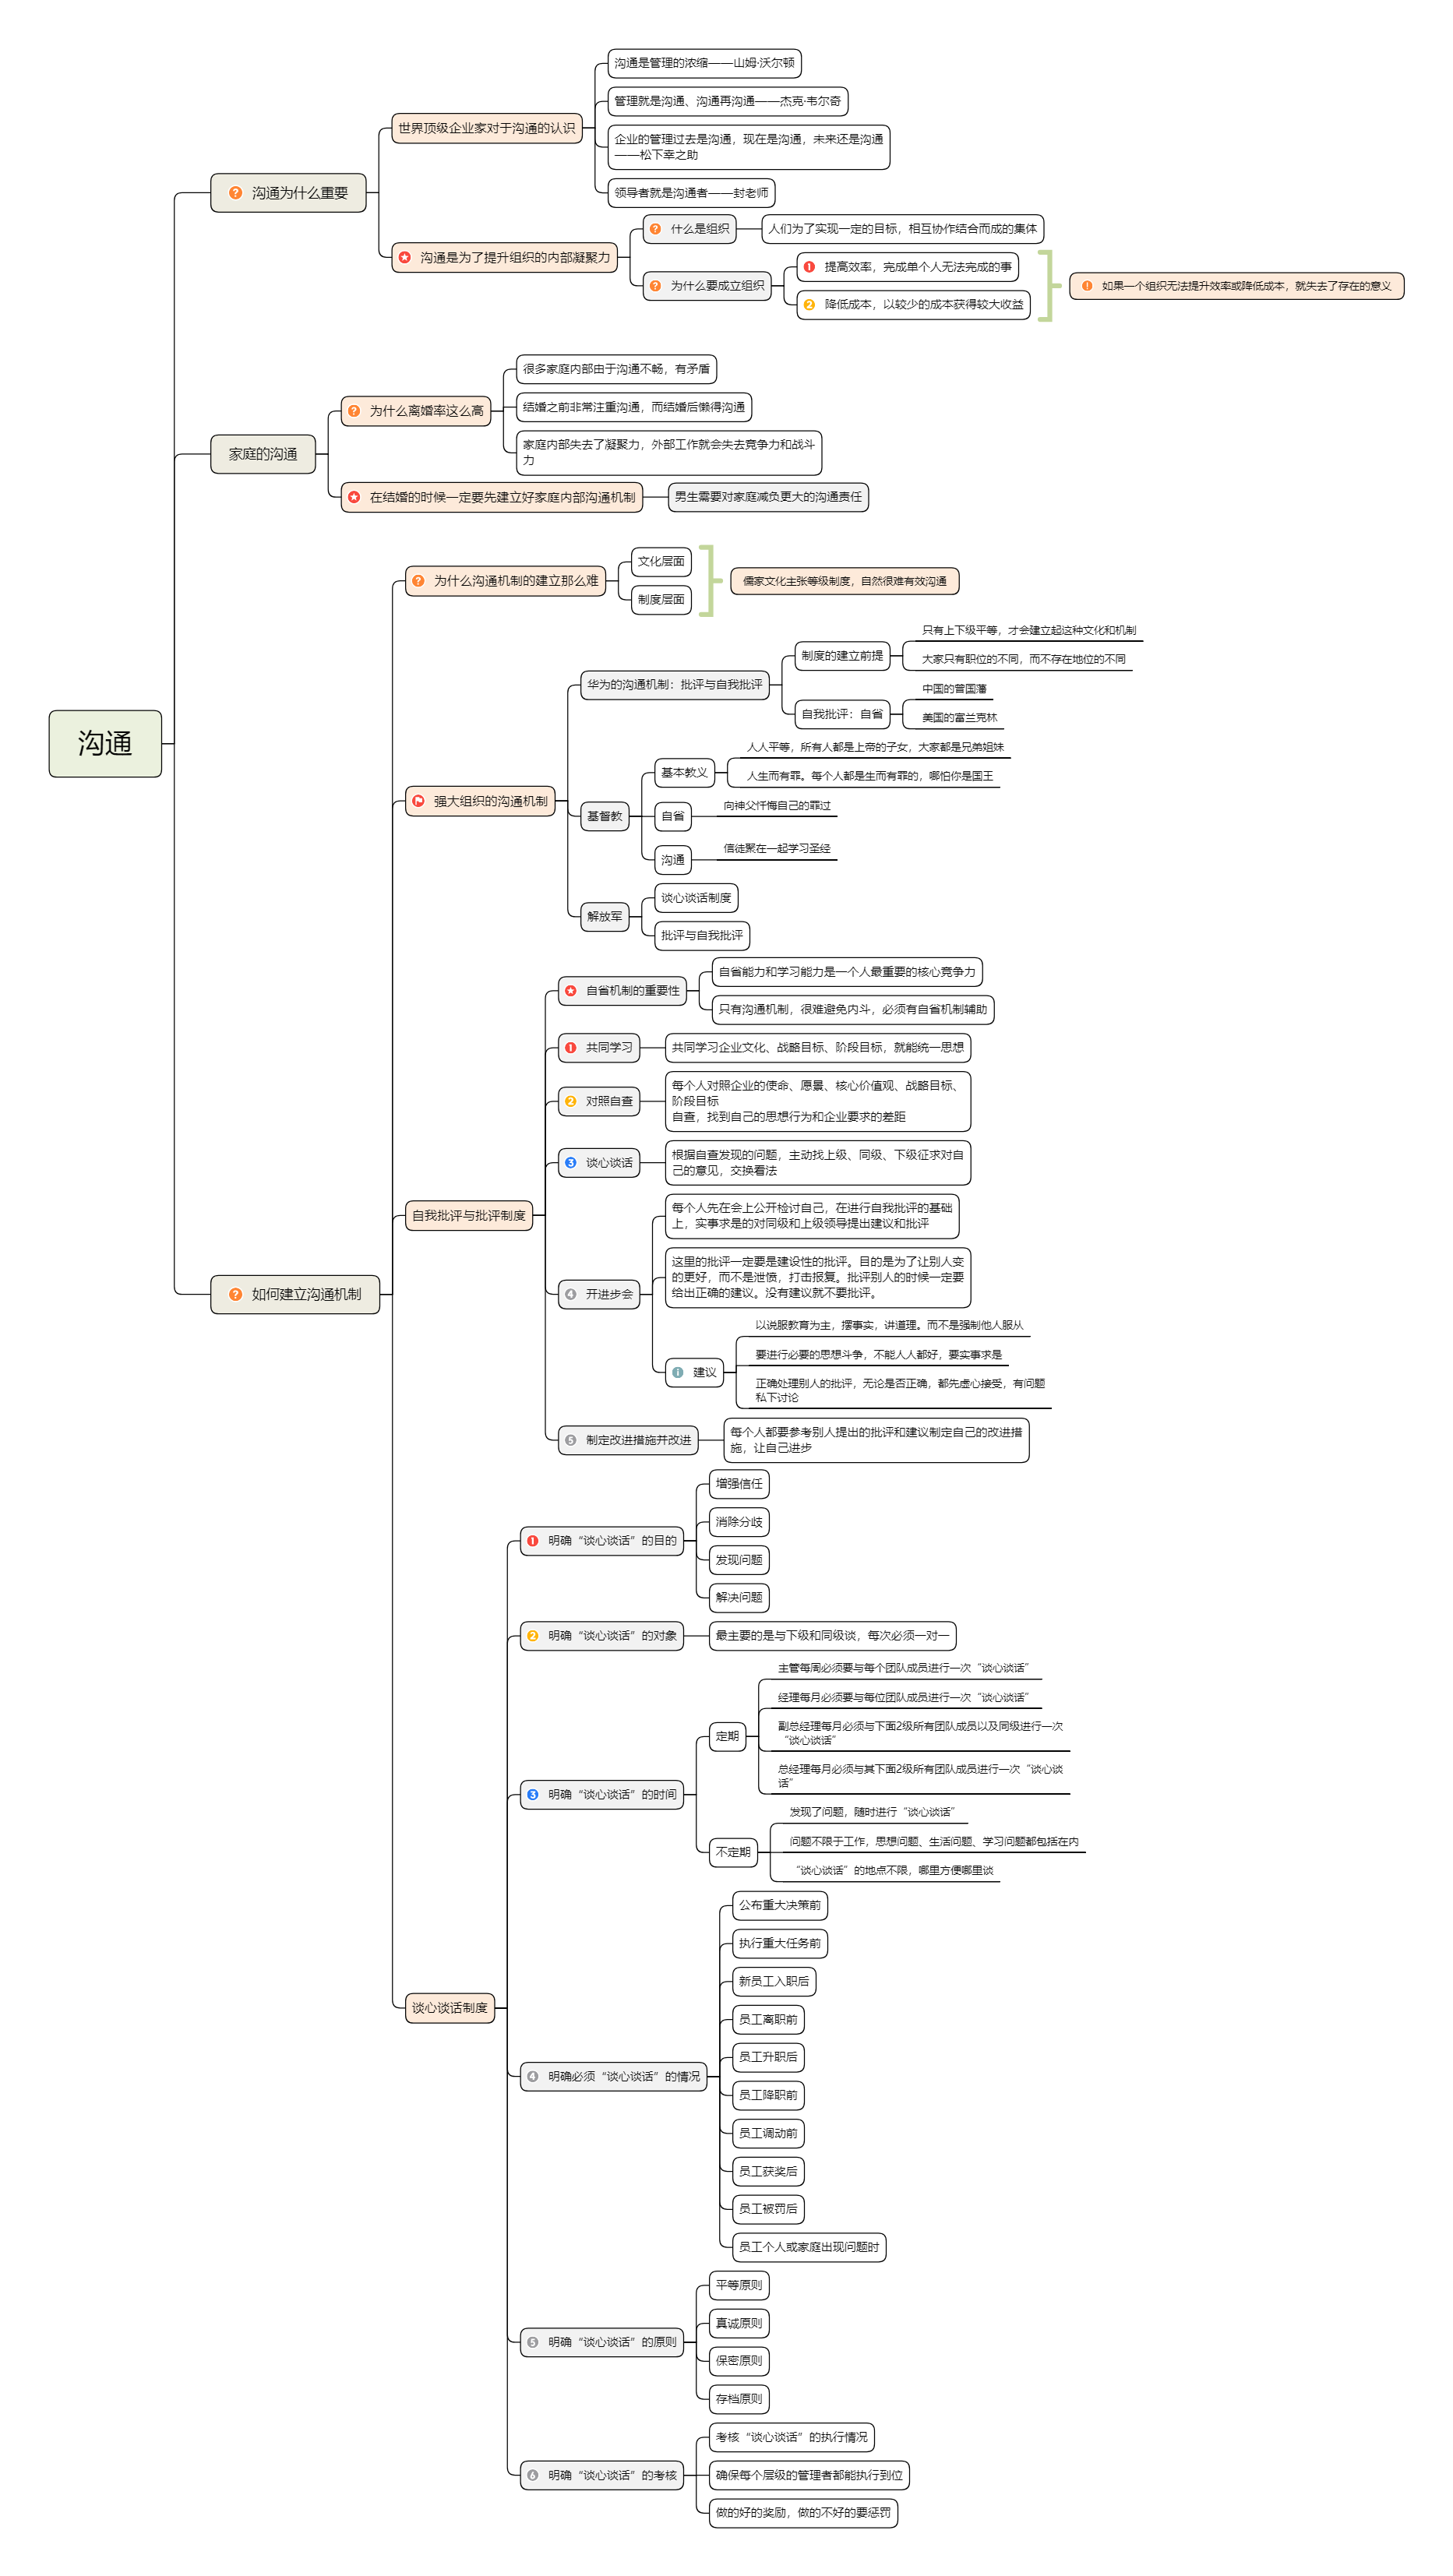 沟通
沟通为什么重要
世界顶级企业家对于沟通的认识
沟通是管理的浓缩——山姆·沃尔顿
管理就是沟通、沟通再沟通——杰克·韦尔奇
企业的管理过去是沟通，现在是沟通，未来还是沟通
——松下幸之助
领导者就是沟通者——封老师
沟通是为了提升组织的内部凝聚力
什么是组织
人们为了实现一定的目标，相互协作结合而成的集体
为什么要成立组织
1 提高效率，完成单个人无法完成的事
2 降低成本，以较少的成本获得较大收益
如果一个组织无法提升效率或降低成本，就失去了存在的意义
家庭的沟通
为什么离婚率这么高
很多家庭内部由于沟通不畅，有矛盾
结婚之前非常注重沟通，而结婚后懒得沟通
家庭内部失去了凝聚力，外部工作就会失去竞争力和战斗
力
在结婚的时候一定要先建立好家庭内部沟通机制
男生需要对家庭减负更大的沟通责任
如何建立沟通机制
为什么沟通机制的建立那么难
文化层面
制度层面
儒家文化主张等级制度，自然很难有效沟通
强大组织的沟通机制
华为的沟通机制：批评与自我批评
制度的建立前提
只有上下级平等，才会建立起这种文化和机制
大家只有职位的不同，而不存在地位的不同
自我批评：自省
中国的曾国藩
美国的富兰克林
基督教
基本教义
人人平等，所有人都是上帝的子女，大家都是兄弟姐妹
人生而有罪。每个人都是生而有罪的，哪怕你是国王
自省
向神父忏悔自己的罪过
沟通
信徒聚在一起学习圣经
解放军
谈心谈话制度
批评与自我批评
自我批评与批评制度
自省机制的重要性
自省能力和学习能力是一个人最重要的核心竞争力
只有沟通机制，很难避免内斗，必须有自省机制辅助
1 共同学习
共同学习企业文化、战略目标、阶段目标，就能统一思想
2 对照自查
每个人对照企业的使命、愿景、核心价值观、战略目标、
阶段目标
自查，找到自己的思想行为和企业要求的差距
3 谈心谈话
根据自查发现的问题，主动找上级、同级、下级征求对自
己的意见，交换看法
4 开进步会
每个人先在会上公开检讨自己，在进行自我批评的基础
上，实事求是的对同级和上级领导提出建议和批评
这里的批评一定要是建设性的批评。目的是为了让别人变
的更好，而不是泄愤，打击报复。批评别人的时候一定要
给出正确的建议。没有建议就不要批评。
建议
以说服教育为主，摆事实，讲道理。而不是强制他人服从
要进行必要的思想斗争，不能人人都好，要实事求是
正确处理别人的批评，无论是否正确，都先虚心接受，有问题
私下讨论
5 制定改进措施并改进
每个人都要参考别人提出的批评和建议制定自己的改进措
施，让自己进步
谈心谈话制度
1 明确“谈心谈话”的目的
增强信任
消除分歧
发现问题
解决问题
2 明确“谈心谈话”的对象
最主要的是与下级和同级谈，每次必须一对一
3 明确“谈心谈话”的时间
定期
主管每周必须要与每个团队成员进行一次“谈心谈话”
经理每月必须要与每位团队成员进行一次“谈心谈话”
副总经理每月必须与下面2级所有团队成员以及同级进行一次
“谈心谈话”
总经理每月必须与其下面2级所有团队成员进行一次“谈心谈
话”
不定期
发现了问题，随时进行“谈心谈话”
问题不限于工作，思想问题、生活问题、学习问题都包括在内
“谈心谈话”的地点不限，哪里方便哪里谈
4 明确必须“谈心谈话”的情况
公布重大决策前
执行重大任务前
新员工入职后
员工离职前
员工升职后
员工降职前
员工调动前
员工获奖后
员工被罚后
员工个人或家庭出现问题时
5 明确“谈心谈话”的原则
平等原则
真诚原则
保密原则
存档原则
6 明确“谈心谈话”的考核
考核“谈心谈话”的执行情况
确保每个层级的管理者都能执行到位
做的好的奖励，做的不好的要惩罚